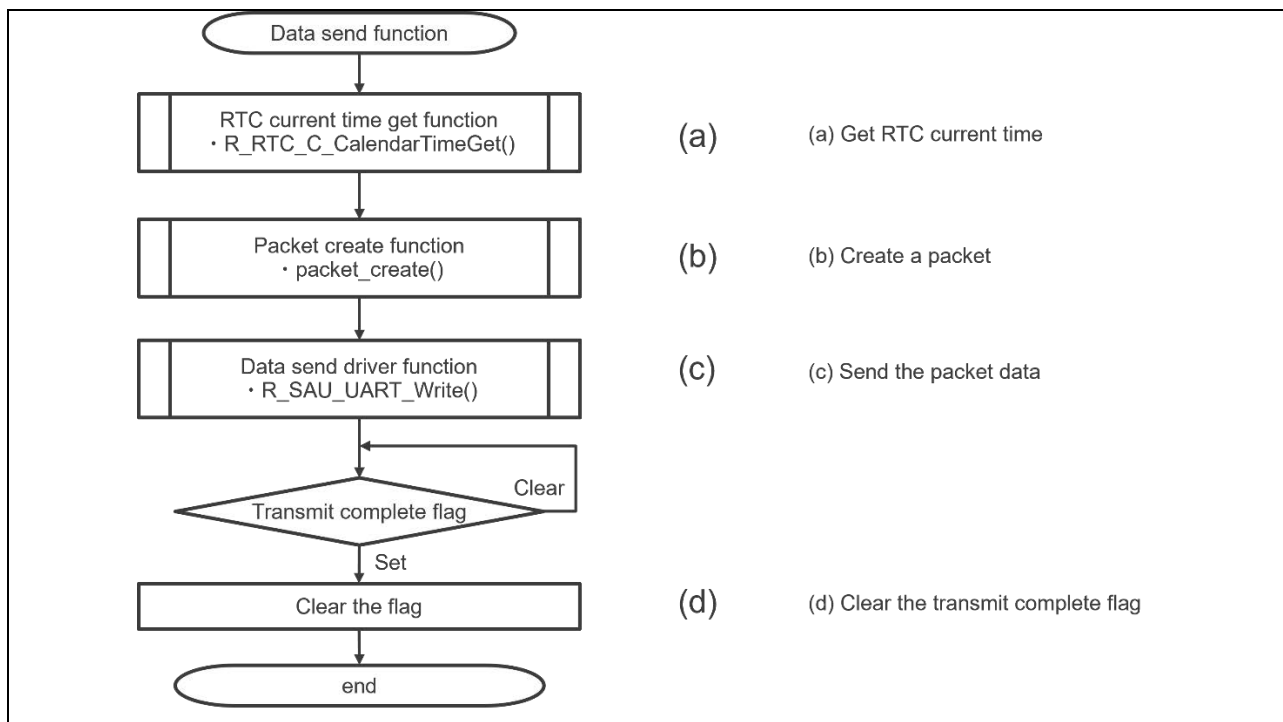 Data send function
RTC current time get function
・R_RTC_C_CalendarTimeGet()
(a)
(a) Get RTC current time
Packet create function
・packet_create()
(b)
(b) Create a packet
Data send driver function
・R_SAU_UART_Write()
(c)
(c) Send the packet data
Clear
Transmit complete flag
Set
Clear the flag
(d)
(d) Clear the transmit complete flag
end